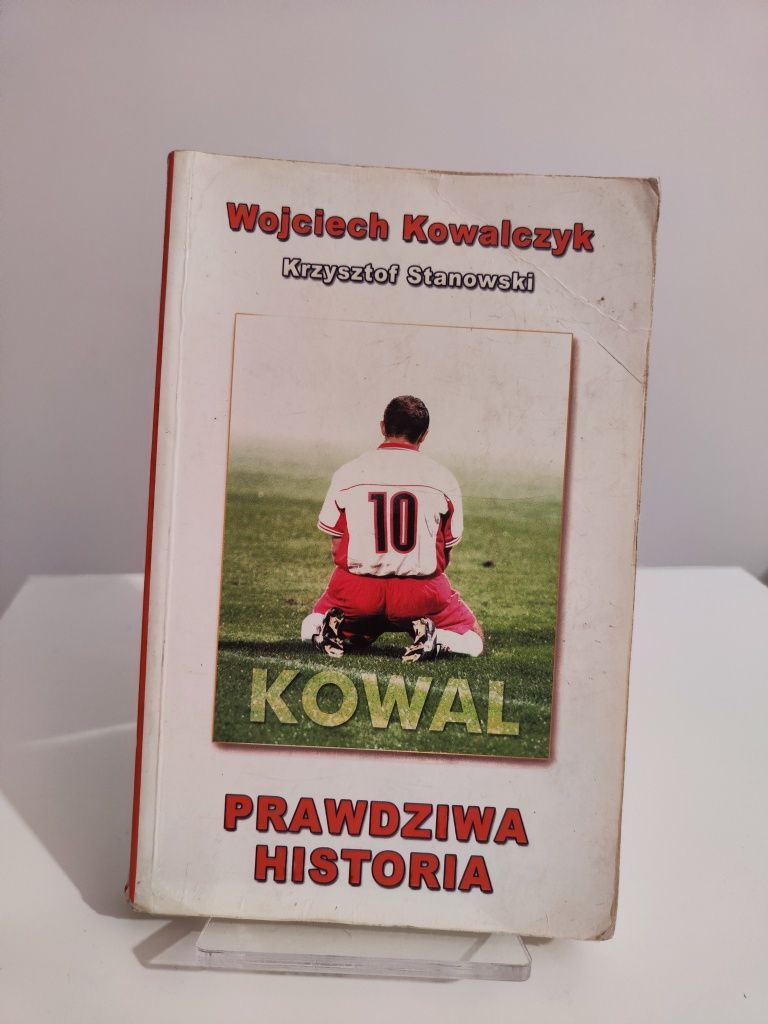 Wojciech Kowalczyk
Krzysztof Stanowski
10
KOWAL
PRAWDZIWA
HISTORIA